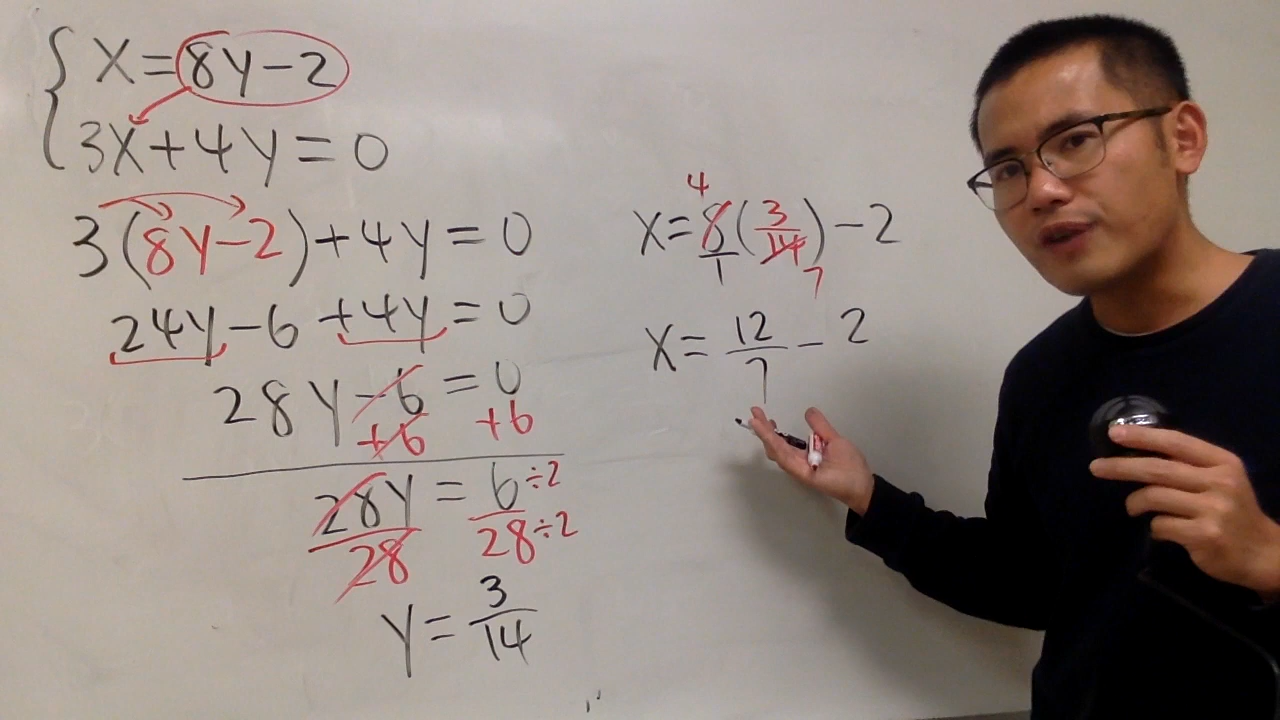 x = 8y - 2
3x + 4y = 0
3(8y - 2) + 4y = 0
24y - 6 + 4y = 0
28y - 6 = 0
+6 +6
28y/28 = 6÷2/28÷2
y = 3/14
4
x = 8/1 (3/14) - 2
7
x = 12/7 - 2